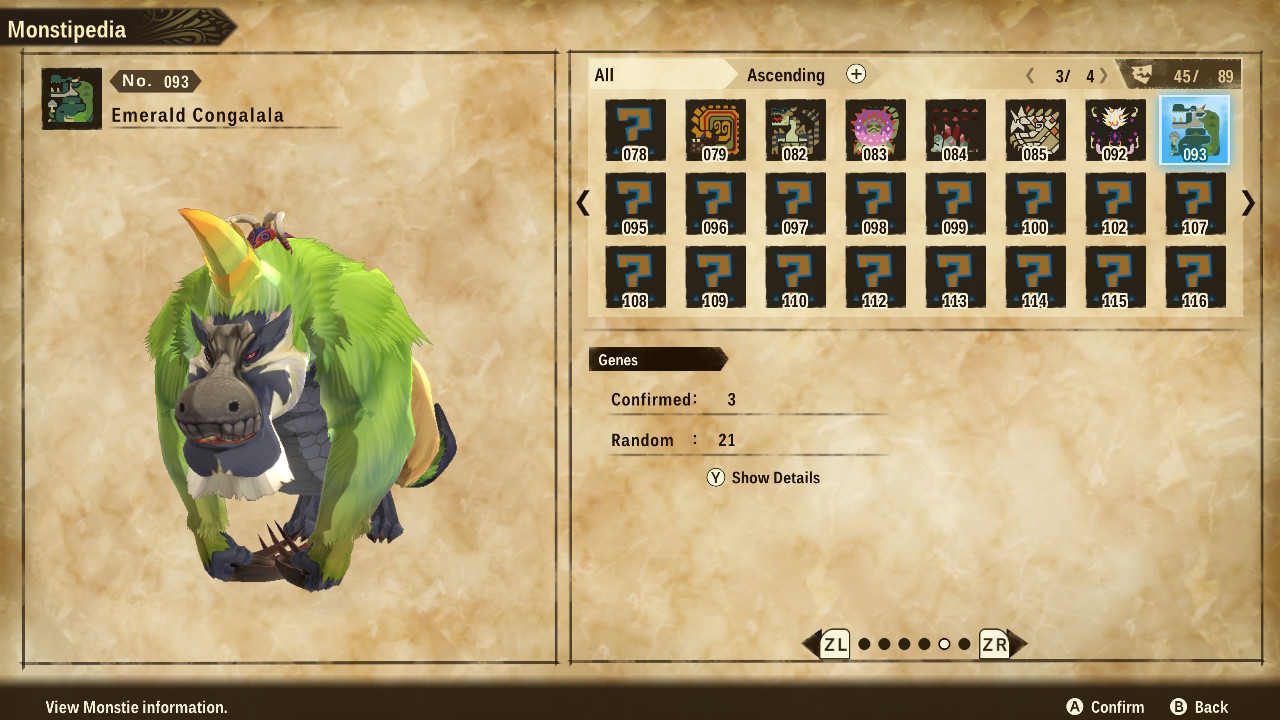 Monstipedia
No. 093
Emerald Congalala
All
Ascending
3/ 4
45/ 89
078 079 082 083 084 085 092 093
095 096 097 098 099 100 102 107
108 109 110 112 113 114 115 116
Genes
Confirmed: 3
Random : 21
Y Show Details
ZL ZR
View Monstie information.
A Confirm B Back